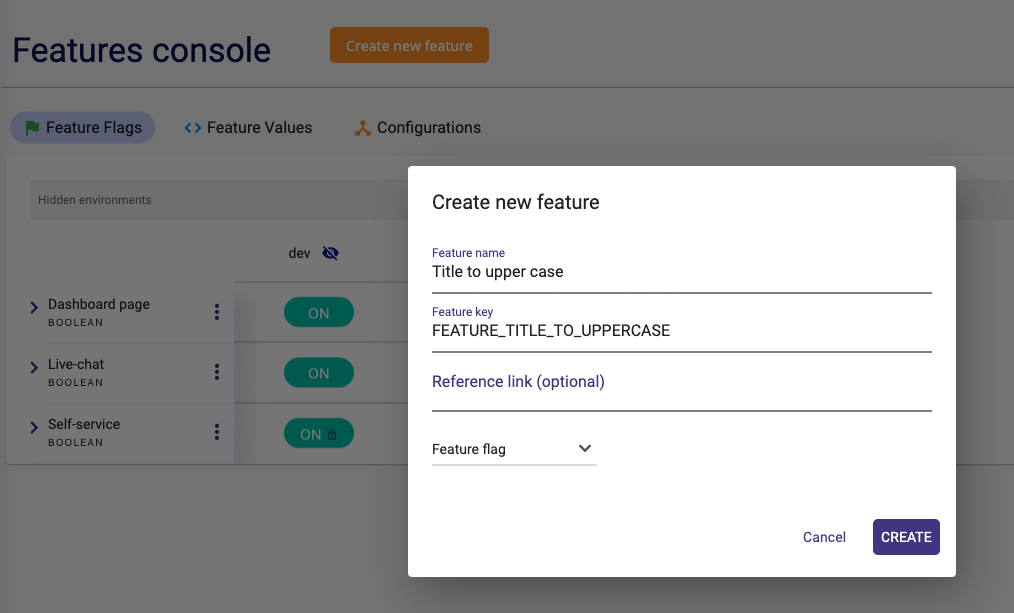 Features console
Create new feature
Feature Flags
Feature Values
Configurations
Hidden environments
dev
Dashboard page
BOOLEAN
ON
Live-chat
BOOLEAN
ON
Self-service
BOOLEAN
ON
Create new feature
Feature name
Title to upper case
Feature key
FEATURE_TITLE_TO_UPPERCASE
Reference link (optional)
Feature flag
Cancel
CREATE